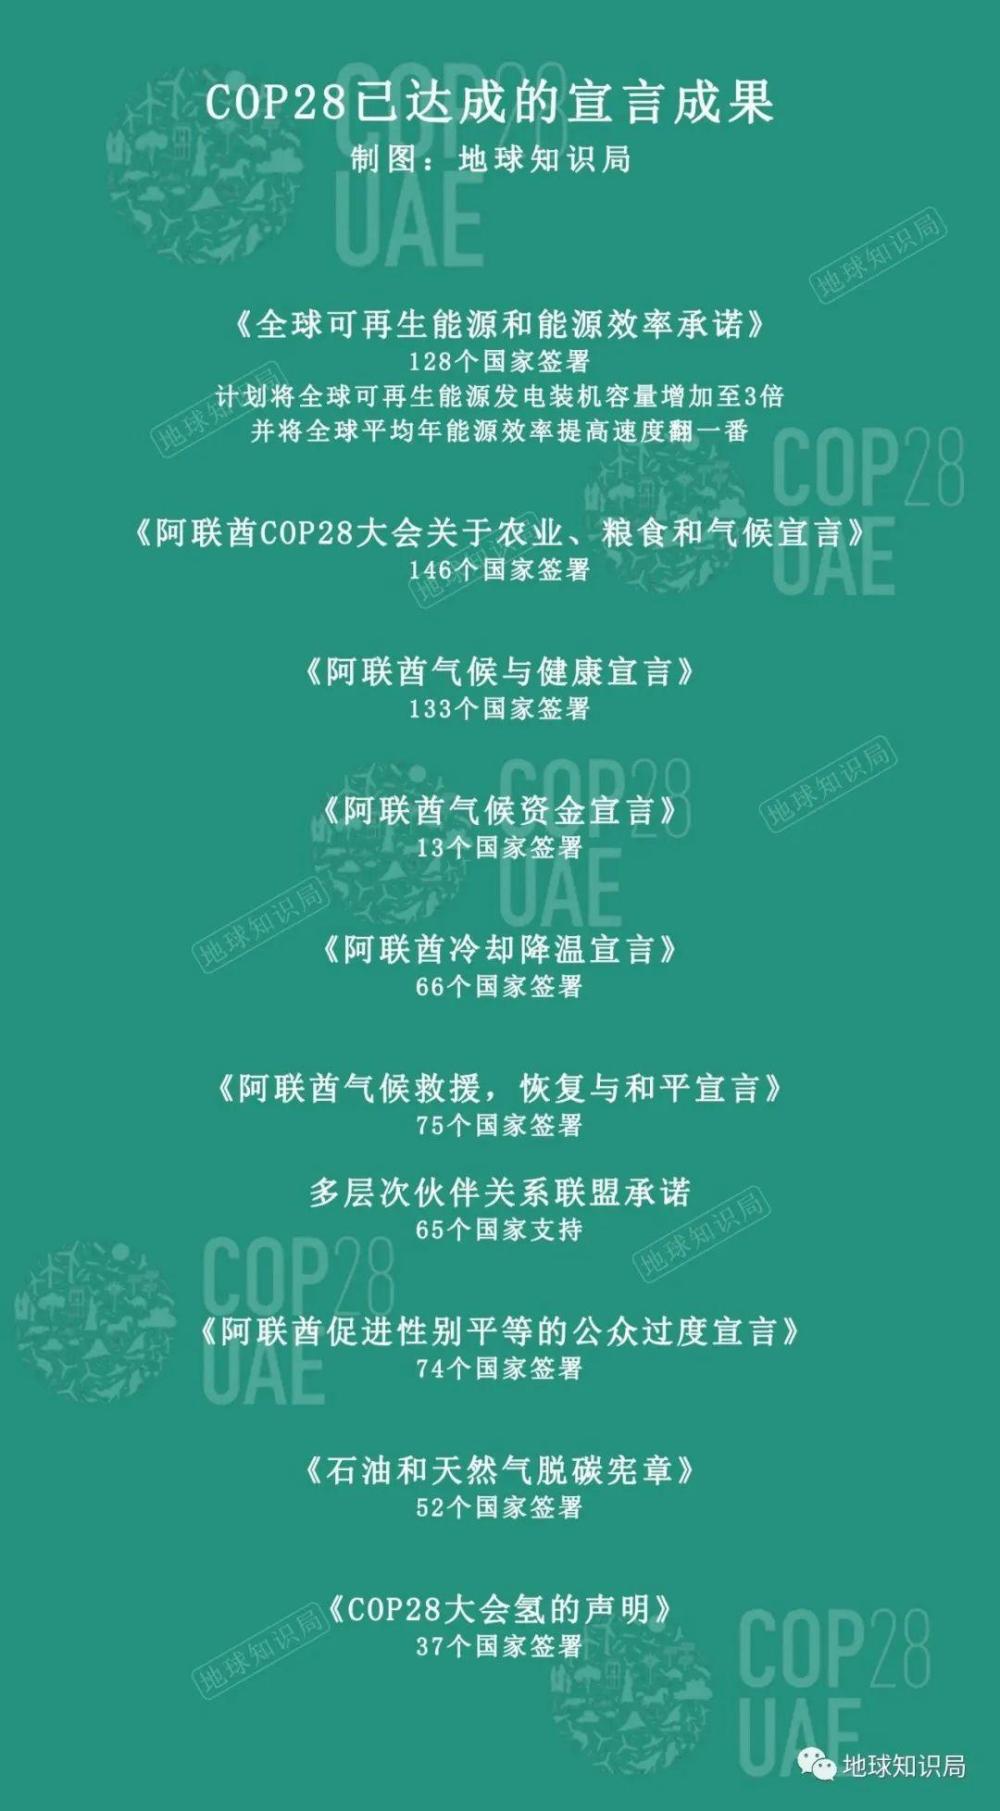 COP28已达成的宣言成果
制图：地球知识局
COP28
UAE
地球知识局
《全球可再生能源和能源效率承诺》
128个国家签署
计划将全球可再生能源发电装机容量增加至3倍
并将全球平均年能源效率提高速度翻一番
地球知识局
COP28
UAE
《阿联酋COP28大会关于农业、粮食和气候宣言》
146个国家签署
地球知识局
《阿联酋气候与健康宣言》
133个国家签署
地球知识局
COP28
UAE
《阿联酋气候资金宣言》
13个国家签署
地球知识局
《阿联酋冷却降温宣言》
66个国家签署
《阿联酋气候救援，恢复与和平宣言》
75个国家签署
多层次伙伴关系联盟承诺
65个国家支持
地球知识局
COP28
UAE
《阿联酋促进性别平等的公众过度宣言》
74个国家签署
《石油和天然气脱碳宪章》
52个国家签署
《COP28大会氢的声明》
37个国家签署
地球知识局
COP28
UAE
地球知识局